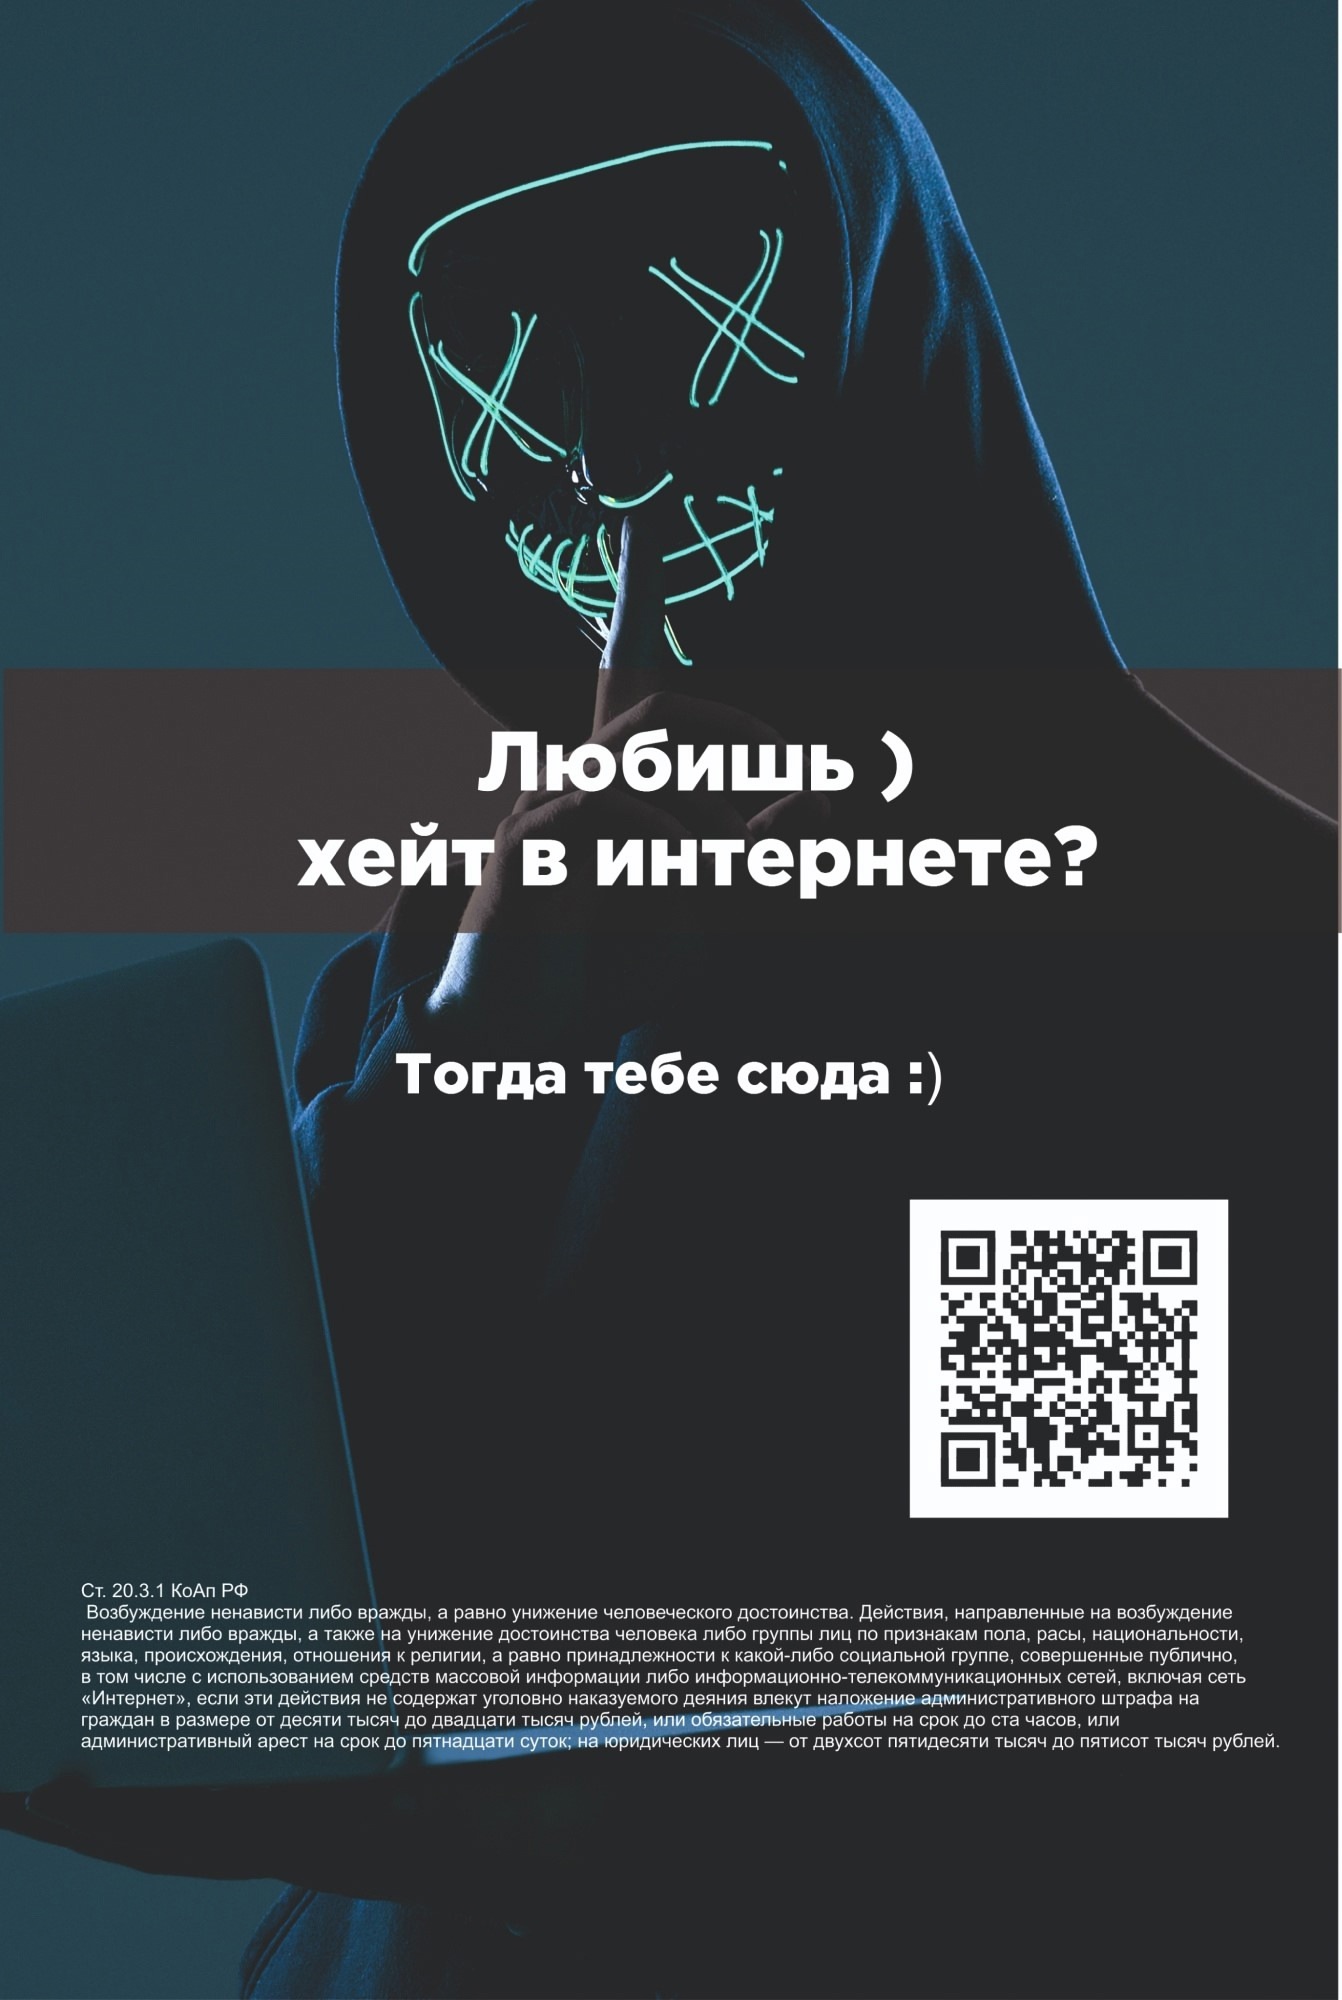 Любишь )
хейт в интернете?
Тогда тебе сюда :)
Ст. 20.3.1 КоАп РФ
Возбуждение ненависти либо вражды, а равно унижение человеческого достоинства. Действия, направленные на возбуждение
ненависти либо вражды, а также на унижение достоинства человека либо группы лиц по признакам пола, расы, национальности,
языка, происхождения, отношения к религии, а равно принадлежности к какой-либо социальной группе, совершенные публично,
в том числе с использованием средств массовой информации либо информационно-телекоммуникационных сетей, включая сеть
«Интернет», если эти действия не содержат уголовно наказуемого деяния влекут наложение административного штрафа на
граждан в размере от десяти тысяч до двадцати тысяч рублей, или обязательные работы на срок до ста часов, или
административный арест на срок до пятнадцати суток; на юридических лиц — от двухсот пятидесяти тысяч до пятисот тысяч рублей.